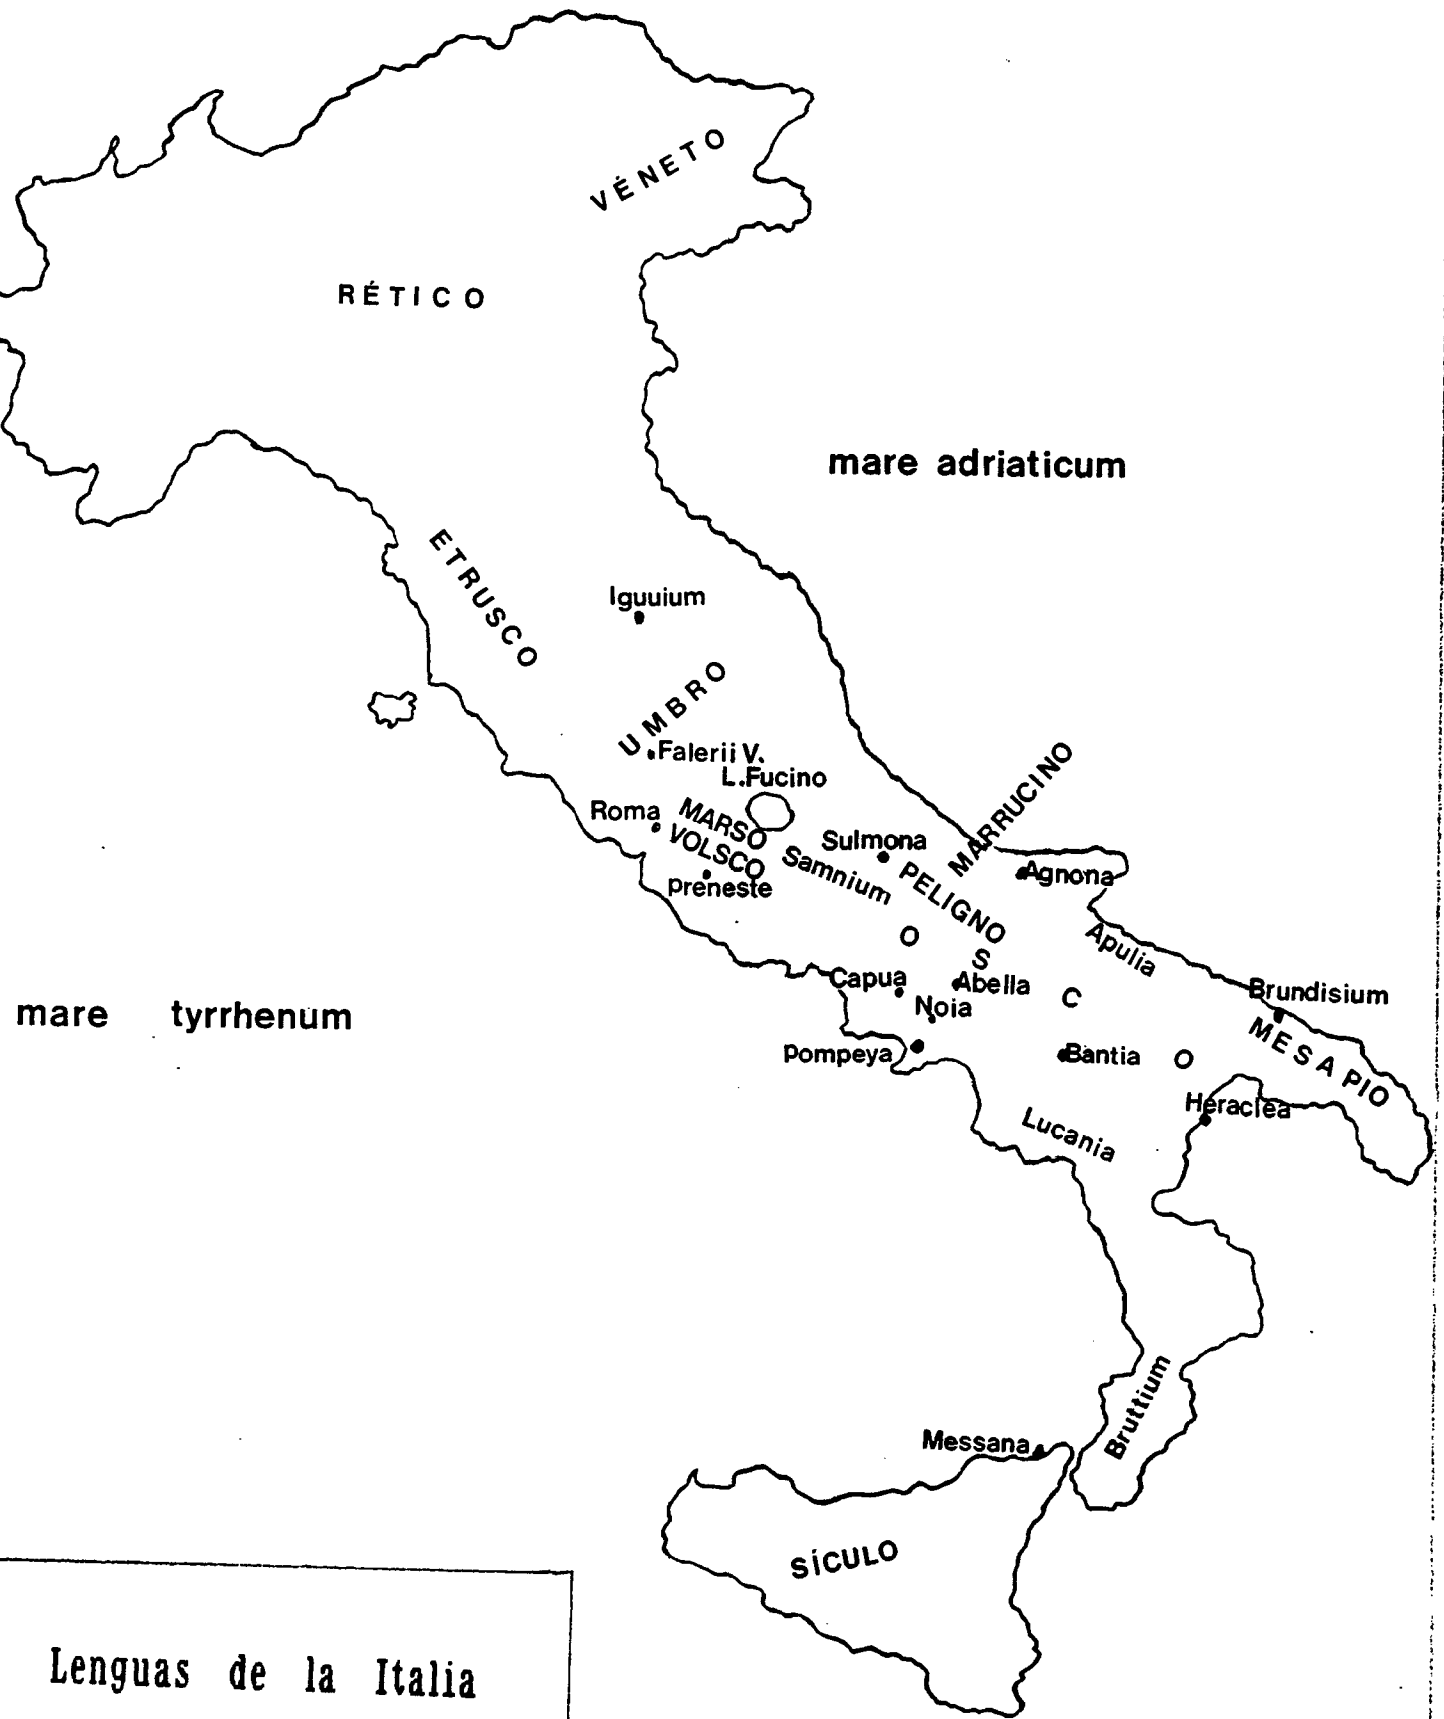 VÉNETO
RÉTICO
mare adriaticum
ETRUSCO
Iguuium
UMBRO
Falerii V.
L.Fucino
MARRUCINO
Roma
MARSO
VOLSCO
Sulmona
Samnium
PELIGNO
Agnona
preneste
OSCO
Apulia
Capua
Abella
Noia
Brundisium
mare tyrrhenum
pompeya
Bantia
MESAPIO
Heraclea
Lucania
Bruttium
Messana
SÍCULO
Lenguas de la Italia